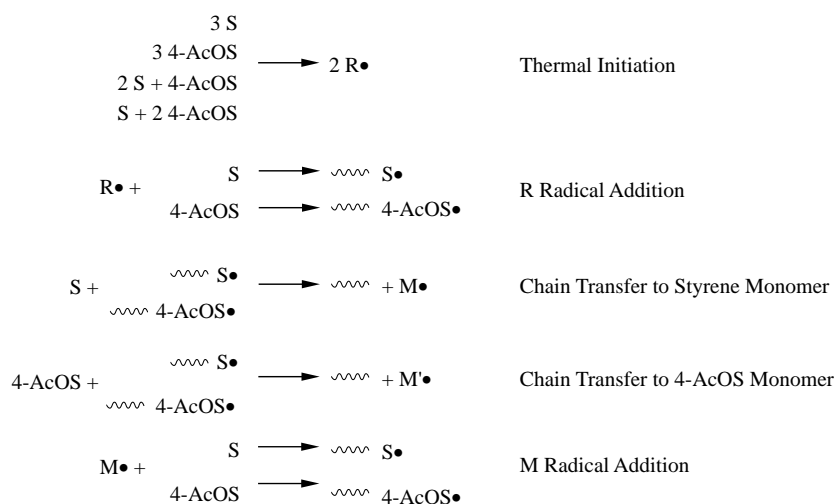 3 S
3 4-AcOS
2 S + 4-AcOS
S + 2 4-AcOS
2 R●
Thermal Initiation
R● +
S
S●
4-AcOS
4-AcOS●
R Radical Addition
S +
S●
4-AcOS●
+ M●
Chain Transfer to Styrene Monomer
4-AcOS +
S●
4-AcOS●
+ M'●
Chain Transfer to 4-AcOS Monomer
M● +
S
S●
4-AcOS
4-AcOS●
M Radical Addition